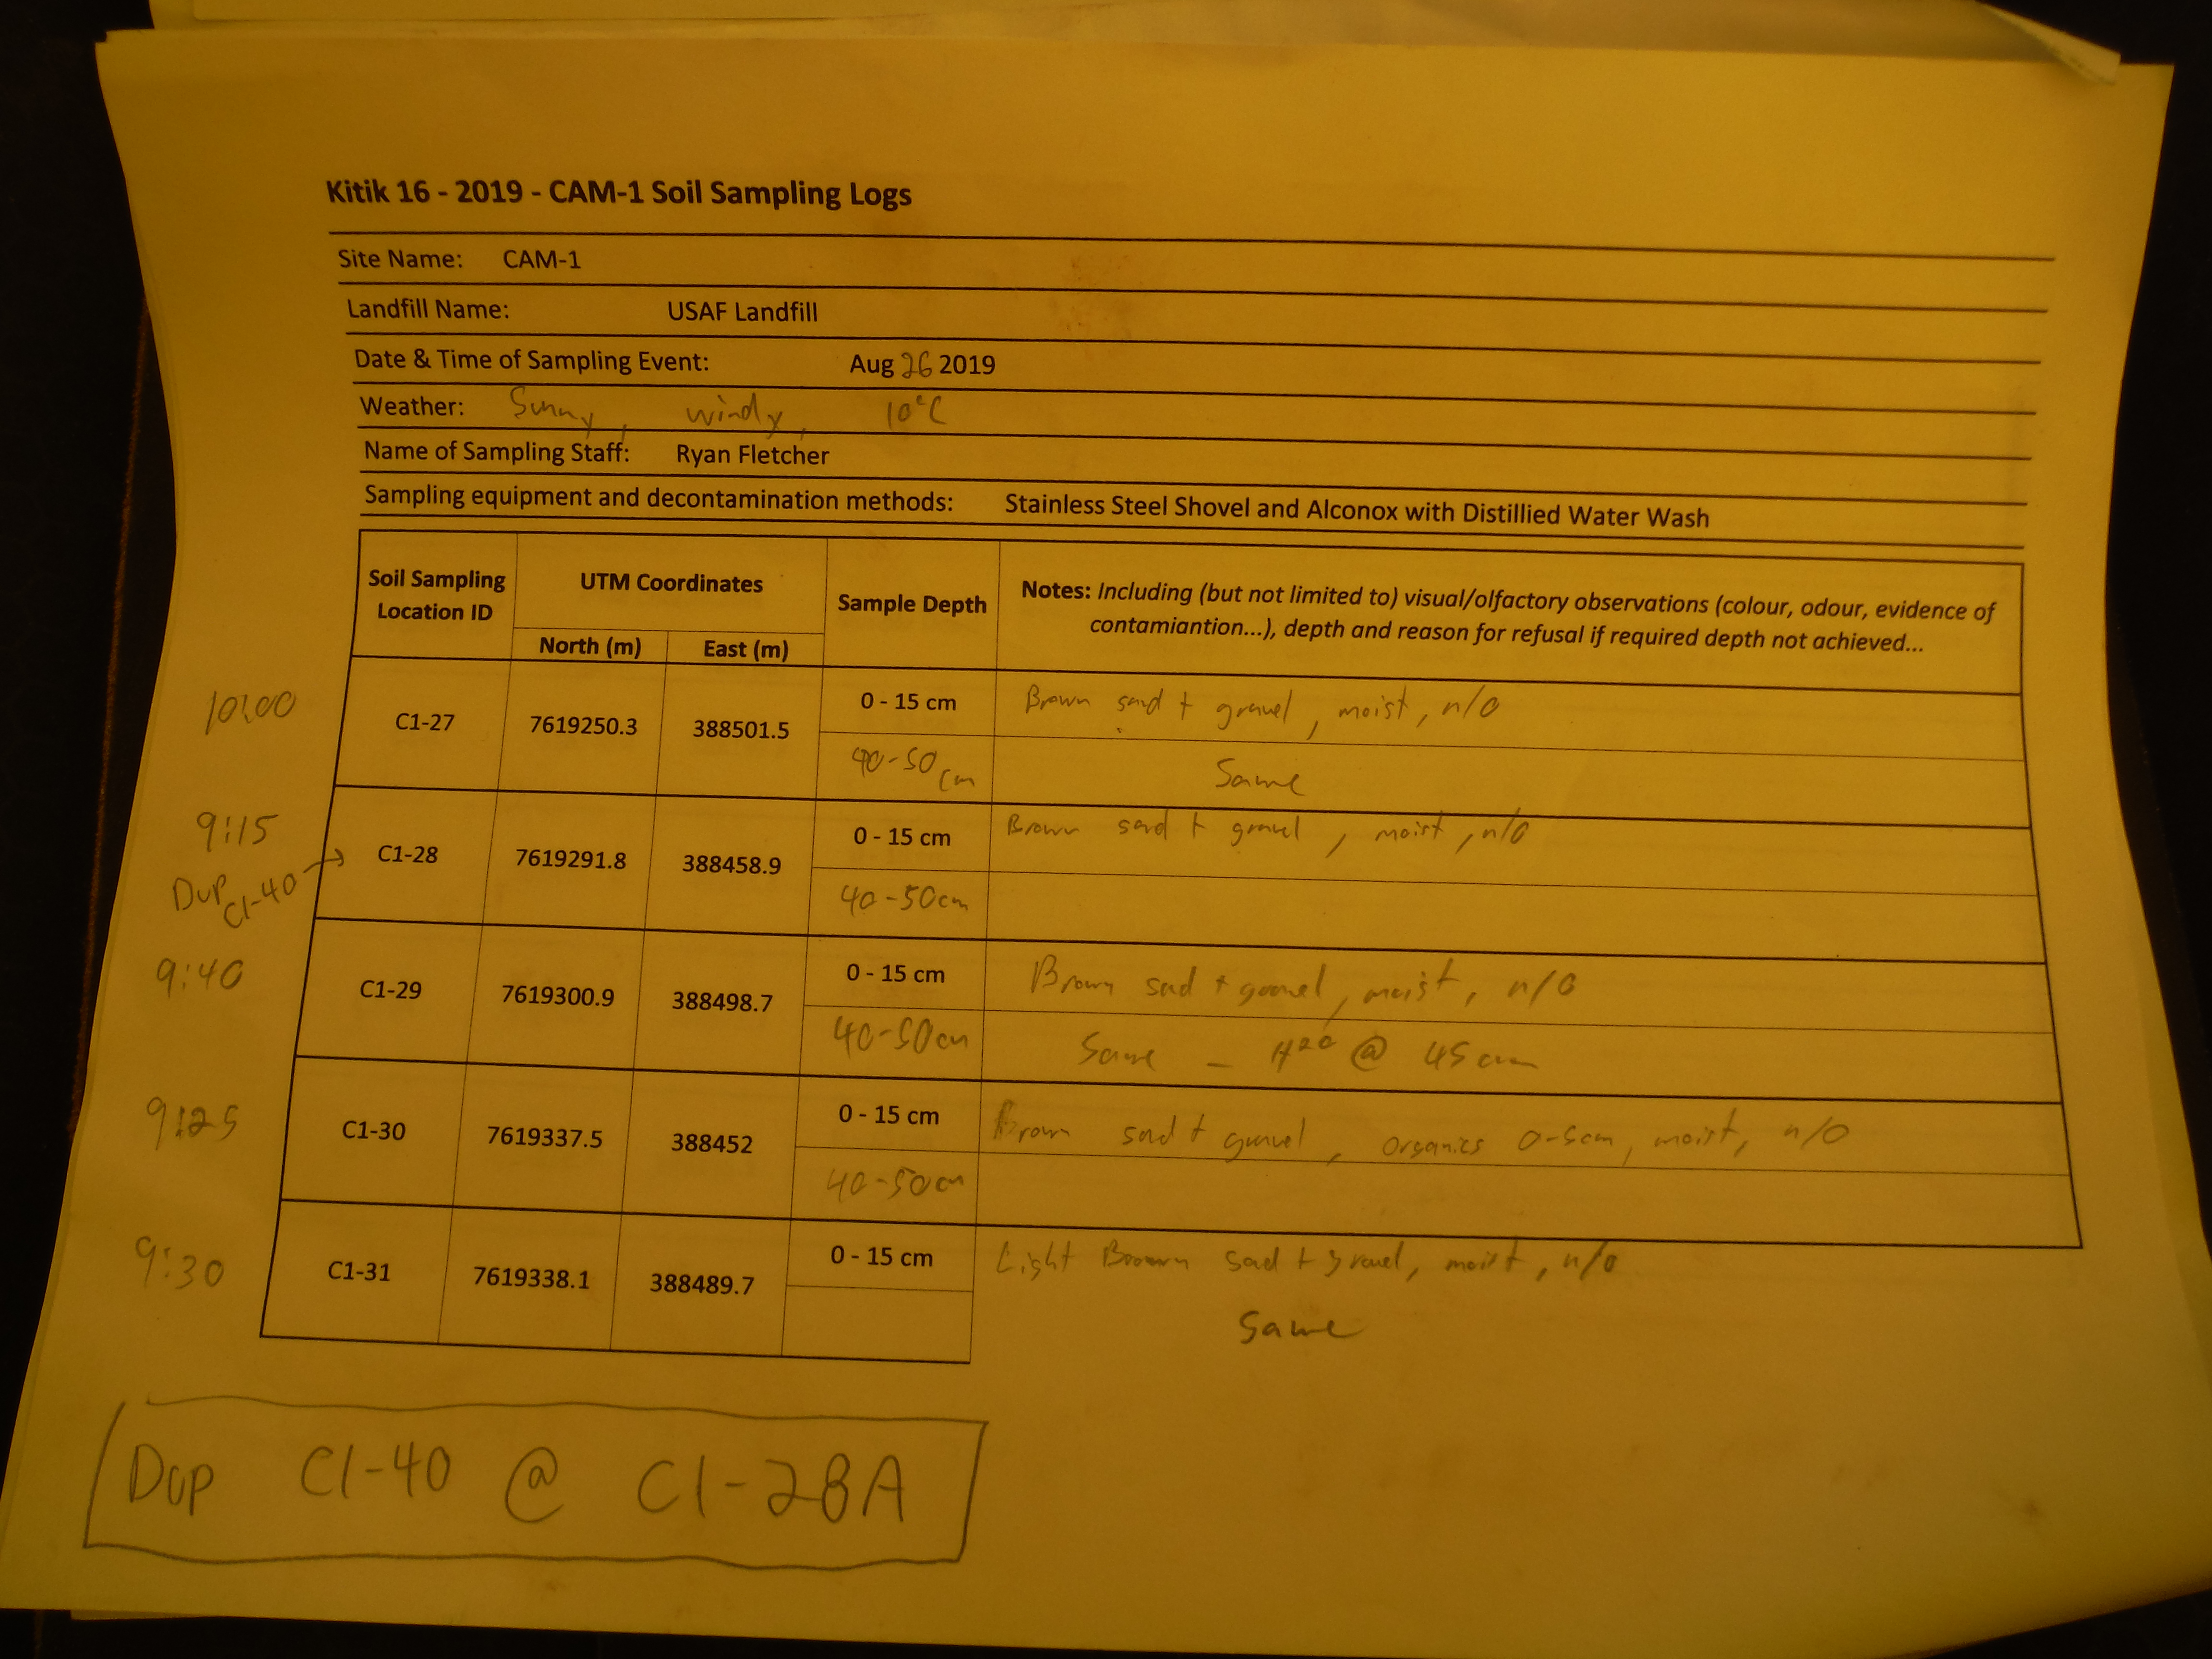 Kitik 16 - 2019 - CAM-1 Soil Sampling Logs
Site Name: CAM-1
Landfill Name: USAF Landfill
Date & Time of Sampling Event: Aug 26 2019
Weather: Sunny, windy, 10°C
Name of Sampling Staff: Ryan Fletcher
Sampling equipment and decontamination methods: Stainless Steel Shovel and Alconox with Distillied Water Wash
Soil Sampling Location ID UTM Coordinates Sample Depth Notes: Including (but not limited to) visual/olfactory observations (colour, odour, evidence of
contamiantion...), depth and reason for refusal if required depth not achieved...
North (m) East (m)
10:00 C1-27 7619250.3 388501.5 0 - 15 cm Brown sand + gravel, moist, n/o
40-50 cm Same
9:15 C1-28 7619291.8 388458.9 0 - 15 cm Brown sand + gravel, moist, n/o
Dup C1-40 40-50cm
9:40 C1-29 7619300.9 388498.7 0 - 15 cm Brown sand + gravel, moist, n/o
40-50cm Same - H20 @ 45cm
9:25 C1-30 7619337.5 388452 0 - 15 cm Brown sand + gravel, organics 0-5cm, moist, n/o
40-50cm
9:30 C1-31 7619338.1 388489.7 0 - 15 cm Light Brown sand + gravel, moist, n/o
Same
Dup C1-40 @ C1-28A